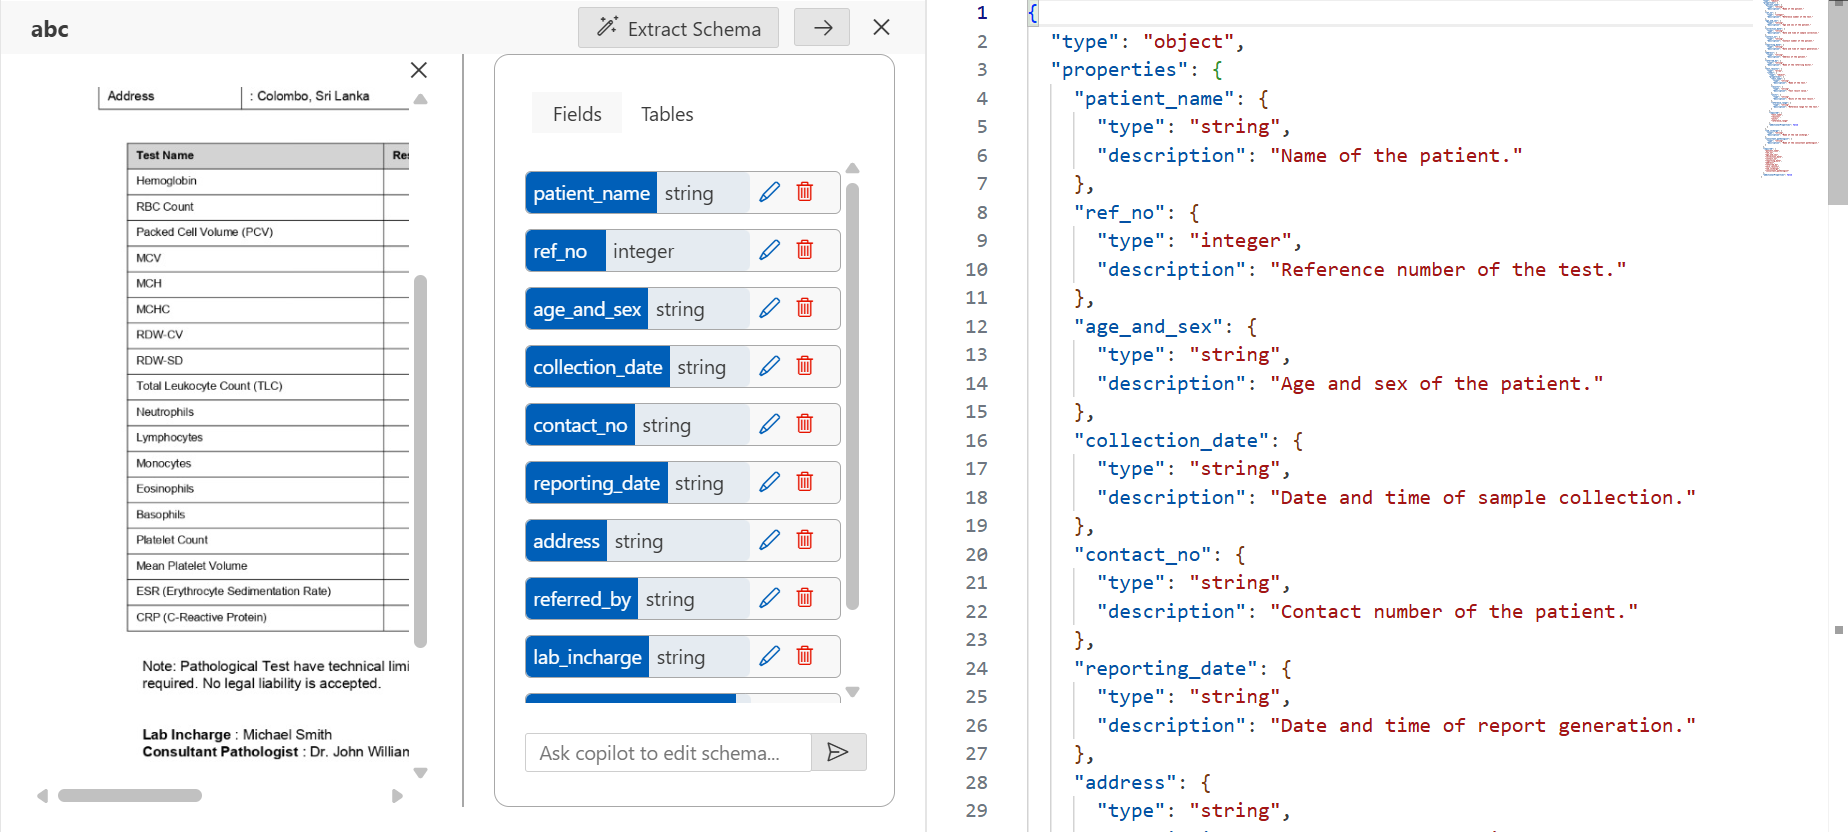 abc
Extract Schema
Address : Colombo, Sri Lanka
Test Name Res
Hemoglobin
RBC Count
Packed Cell Volume (PCV)
MCV
MCH
MCHC
RDW-CV
RDW-SD
Total Leukocyte Count (TLC)
Neutrophils
Lymphocytes
Monocytes
Eosinophils
Basophils
Platelet Count
Mean Platelet Volume
ESR (Erythrocyte Sedimentation Rate)
CRP (C-Reactive Protein)
Note: Pathological Test have technical limi
required. No legal liability is accepted.
Lab Incharge : Michael Smith
Consultant Pathologist : Dr. John Willian
Fields Tables
patient_name string
ref_no integer
age_and_sex string
collection_date string
contact_no string
reporting_date string
address string
referred_by string
lab_incharge string
Ask copilot to edit schema...
1 {
2 "type": "object",
3 "properties": {
4 "patient_name": {
5 "type": "string",
6 "description": "Name of the patient."
7 },
8 "ref_no": {
9 "type": "integer",
10 "description": "Reference number of the test."
11 },
12 "age_and_sex": {
13 "type": "string",
14 "description": "Age and sex of the patient."
15 },
16 "collection_date": {
17 "type": "string",
18 "description": "Date and time of sample collection."
19 },
20 "contact_no": {
21 "type": "string",
22 "description": "Contact number of the patient."
23 },
24 "reporting_date": {
25 "type": "string",
26 "description": "Date and time of report generation."
27 },
28 "address": {
29 "type": "string",